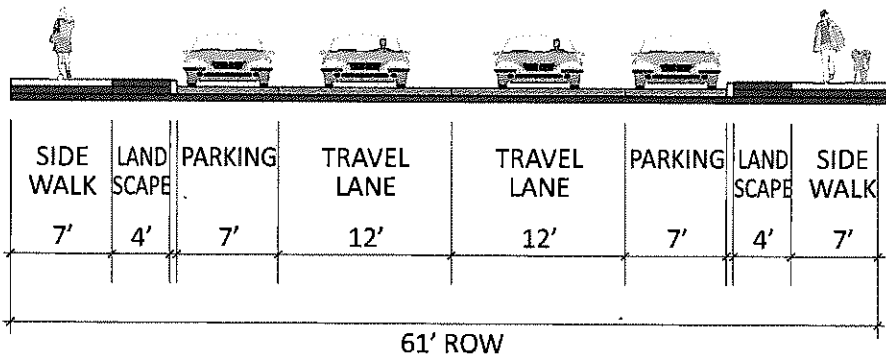 SIDE WALK
7'
LAND SCAPE
4'
PARKING
7'
TRAVEL LANE
12'
TRAVEL LANE
12'
PARKING
7'
LAND SCAPE
4'
SIDE WALK
7'
61' ROW